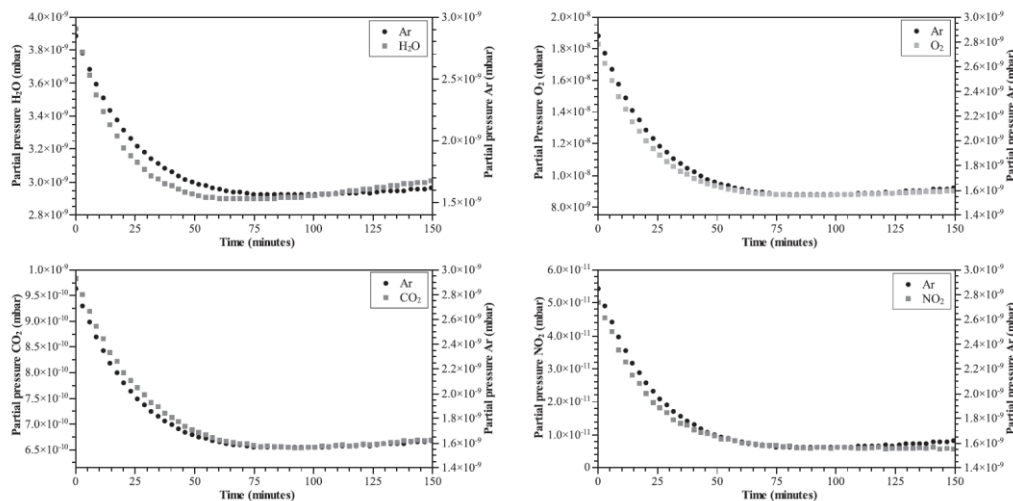 4.0×10⁻⁹
3.8×10⁻⁹
3.6×10⁻⁹
3.4×10⁻⁹
3.2×10⁻⁹
3.0×10⁻⁹
2.8×10⁻⁹
Partial pressure H₂O (mbar)
Ar
H₂O
3.0×10⁻⁹
2.5×10⁻⁹
2.0×10⁻⁹
1.5×10⁻⁹
Partial pressure Ar (mbar)
0 25 50 75 100 125 150
Time (minutes)
2.0×10⁻⁸
1.8×10⁻⁸
1.6×10⁻⁸
1.4×10⁻⁸
1.2×10⁻⁸
1.0×10⁻⁸
8.0×10⁻⁹
Partial Pressure O₂ (mbar)
Ar
O₂
3.0×10⁻⁹
2.8×10⁻⁹
2.6×10⁻⁹
2.4×10⁻⁹
2.2×10⁻⁹
2.0×10⁻⁹
1.8×10⁻⁹
1.6×10⁻⁹
1.4×10⁻⁹
Partial pressure Ar (mbar)
0 25 50 75 100 125 150
Time (minutes)
1.0×10⁻⁹
9.5×10⁻¹⁰
9.0×10⁻¹⁰
8.5×10⁻¹⁰
8.0×10⁻¹⁰
7.5×10⁻¹⁰
7.0×10⁻¹⁰
6.5×10⁻¹⁰
Partial pressure CO₂ (mbar)
Ar
CO₂
3.0×10⁻⁹
2.8×10⁻⁹
2.6×10⁻⁹
2.4×10⁻⁹
2.2×10⁻⁹
2.0×10⁻⁹
1.8×10⁻⁹
1.6×10⁻⁹
1.4×10⁻⁹
Partial pressure Ar (mbar)
0 25 50 75 100 125 150
Time (minutes)
6.0×10⁻¹¹
5.0×10⁻¹¹
4.0×10⁻¹¹
3.0×10⁻¹¹
2.0×10⁻¹¹
1.0×10⁻¹¹
0
Partial pressure NO₂ (mbar)
Ar
NO₂
3.0×10⁻⁹
2.8×10⁻⁹
2.6×10⁻⁹
2.4×10⁻⁹
2.2×10⁻⁹
2.0×10⁻⁹
1.8×10⁻⁹
1.6×10⁻⁹
1.4×10⁻⁹
Partial pressure Ar (mbar)
0 25 50 75 100 125 150
Time (minutes)